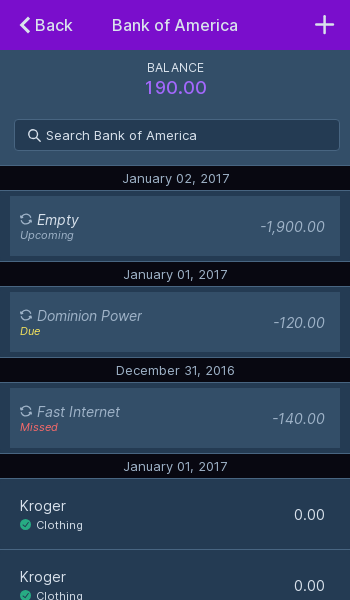 Back
Bank of America
BALANCE
190.00
Search Bank of America
January 02, 2017
Empty
-1,900.00
Upcoming
January 01, 2017
Dominion Power
-120.00
Due
December 31, 2016
Fast Internet
-140.00
Missed
January 01, 2017
Kroger
0.00
Clothing
Kroger
0.00
Clothing